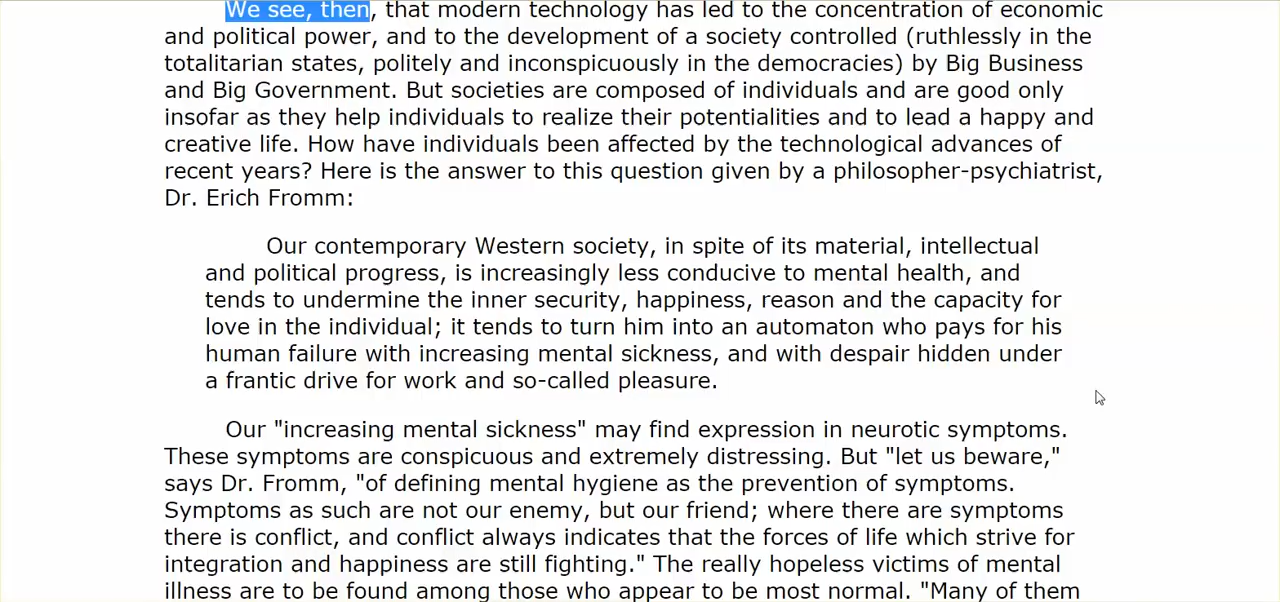 We see, then, that modern technology has led to the concentration of economic
and political power, and to the development of a society controlled (ruthlessly in the
totalitarian states, politely and inconspicuously in the democracies) by Big Business
and Big Government. But societies are composed of individuals and are good only
insofar as they help individuals to realize their potentialities and to lead a happy and
creative life. How have individuals been affected by the technological advances of
recent years? Here is the answer to this question given by a philosopher-psychiatrist,
Dr. Erich Fromm:
Our contemporary Western society, in spite of its material, intellectual
and political progress, is increasingly less conducive to mental health, and
tends to undermine the inner security, happiness, reason and the capacity for
love in the individual; it tends to turn him into an automaton who pays for his
human failure with increasing mental sickness, and with despair hidden under
a frantic drive for work and so-called pleasure.
Our "increasing mental sickness" may find expression in neurotic symptoms.
These symptoms are conspicuous and extremely distressing. But "let us beware,"
says Dr. Fromm, "of defining mental hygiene as the prevention of symptoms.
Symptoms as such are not our enemy, but our friend; where there are symptoms
there is conflict, and conflict always indicates that the forces of life which strive for
integration and happiness are still fighting." The really hopeless victims of mental
illness are to be found among those who appear to be most normal. "Many of them